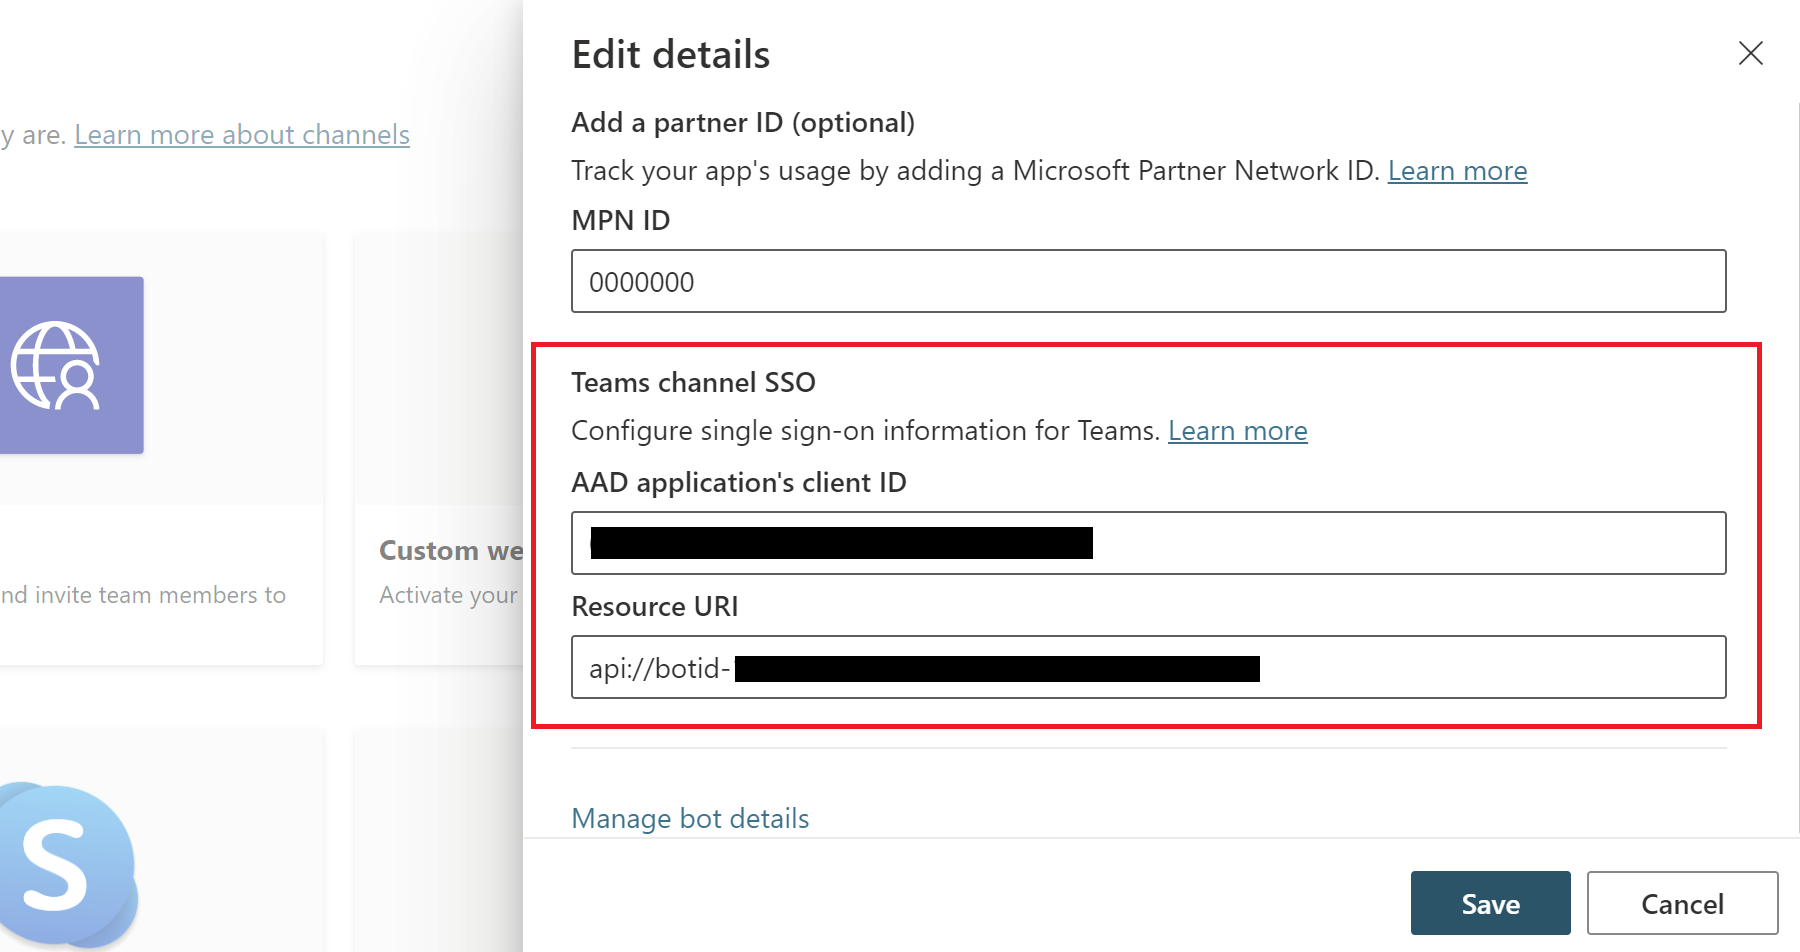 y are. Learn more about channels
Custom we
nd invite team members to
Activate your
S
Edit details
Add a partner ID (optional)
Track your app's usage by adding a Microsoft Partner Network ID. Learn more
MPN ID
0000000
Teams channel SSO
Configure single sign-on information for Teams. Learn more
AAD application's client ID
Resource URI
api://botid-
Manage bot details
Save
Cancel